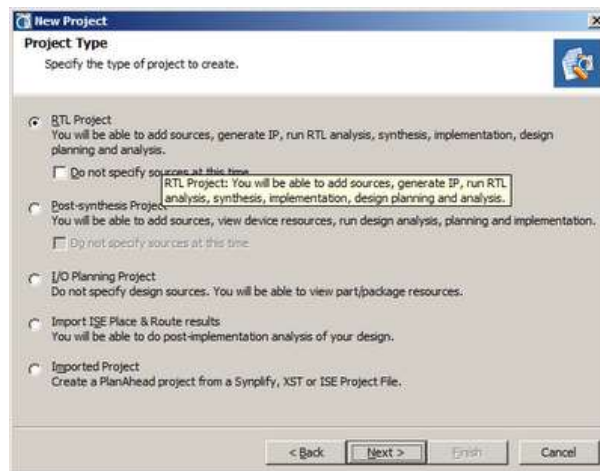 New Project
Project Type
Specify the type of project to create.
RTL Project
You will be able to add sources, generate IP, run RTL analysis, synthesis, implementation, design
planning and analysis.
Do not specify sources at this time
RTL Project: You will be able to add sources, generate IP, run RTL
analysis, synthesis, implementation, design planning and analysis.
Post-synthesis Project
You will be able to add sources, view device resources, run design analysis, planning and implementation.
Do not specify sources at this time
I/O Planning Project
Do not specify design sources. You will be able to view part/package resources.
Import ISE Place & Route results
You will be able to do post-implementation analysis of your design.
Imported Project
Create a PlanAhead project from a Synplify, XST or ISE Project File.
< Back Next > Finish Cancel